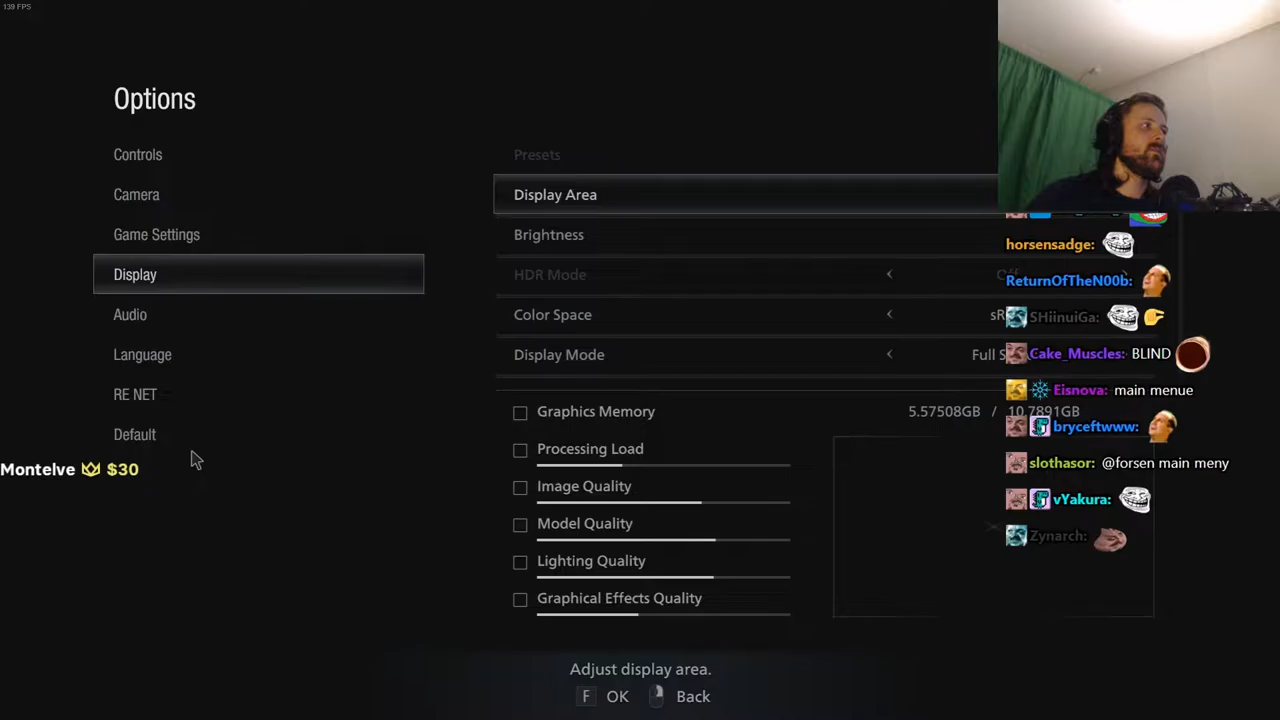 139 FPS
Options
Controls
Camera
Game Settings
Display
Audio
Language
RE NET
Default
Montelve $30
Presets
Display Area
Brightness
HDR Mode
Color Space
Display Mode
Full
Graphics Memory 5.57508GB / 10.7891GB
Processing Load
Image Quality
Model Quality
Lighting Quality
Graphical Effects Quality
Adjust display area.
F OK Back
horsensadge:
ReturnOfTheN00b:
SHiinuiGa:
Cake_Muscles: BLIND
Eisnova: main menue
bryceftwww:
slothasor: @forsen main meny
vYakura:
Zynarch: